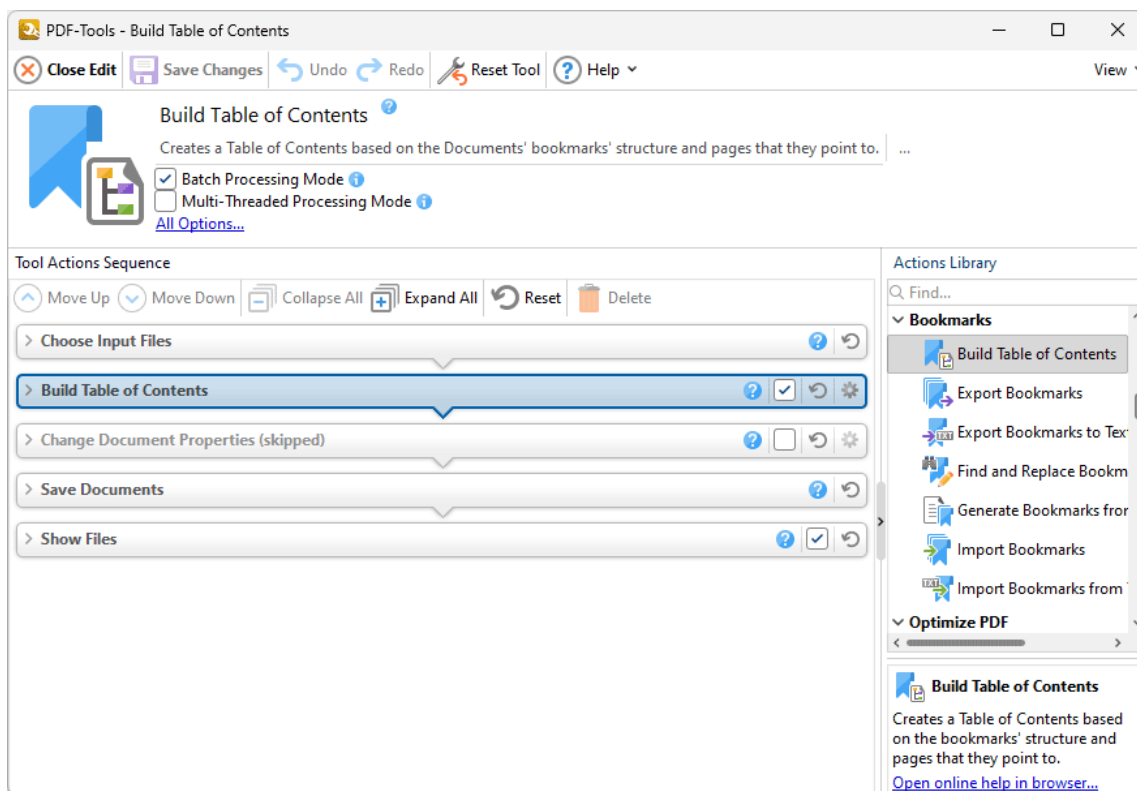 PDF-Tools - Build Table of Contents
Close Edit Save Changes Undo Redo Reset Tool Help View
Build Table of Contents
Creates a Table of Contents based on the Documents' bookmarks' structure and pages that they point to. ...
Batch Processing Mode
Multi-Threaded Processing Mode
All Options...
Tool Actions Sequence
Move Up Move Down Collapse All Expand All Reset Delete
Choose Input Files
Build Table of Contents
Change Document Properties (skipped)
Save Documents
Show Files
Actions Library
Find...
Bookmarks
Build Table of Contents
Export Bookmarks
Export Bookmarks to
Find and Replace
Generate Bookmarks
Import Bookmarks
Import Bookmarks from
Optimize PDF
Build Table of Contents
Creates a Table of Contents based
on the bookmarks' structure and
pages that they point to.
Open online help in browser...